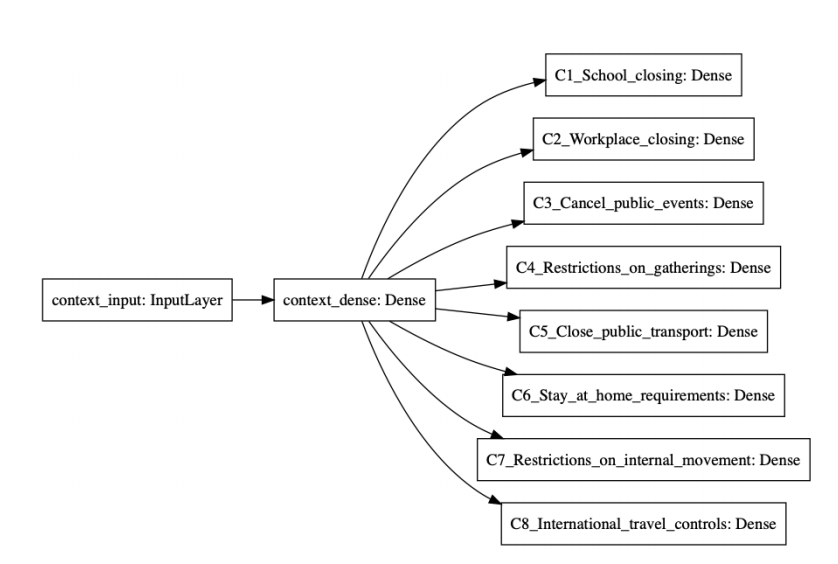 C1_School_closing: Dense
C2_Workplace_closing: Dense
C3_Cancel_public_events: Dense
C4_Restrictions_on_gatherings: Dense
context_input: InputLayer
context_dense: Dense
C5_Close_public_transport: Dense
C6_Stay_at_home_requirements: Dense
C7_Restrictions_on_internal_movement: Dense
C8_International_travel_controls: Dense